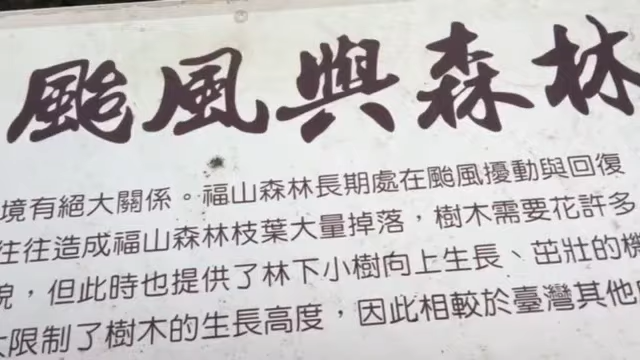 颱風與森林
境有絕大關係。福山森林長期處在颱風擾動與回復
往往造成福山森林枝葉大量掉落，樹木需要花許多
貌，但此時也提供了林下小樹向上生長、茁壯的機
大限制了樹木的生長高度，因此相較於臺灣其他